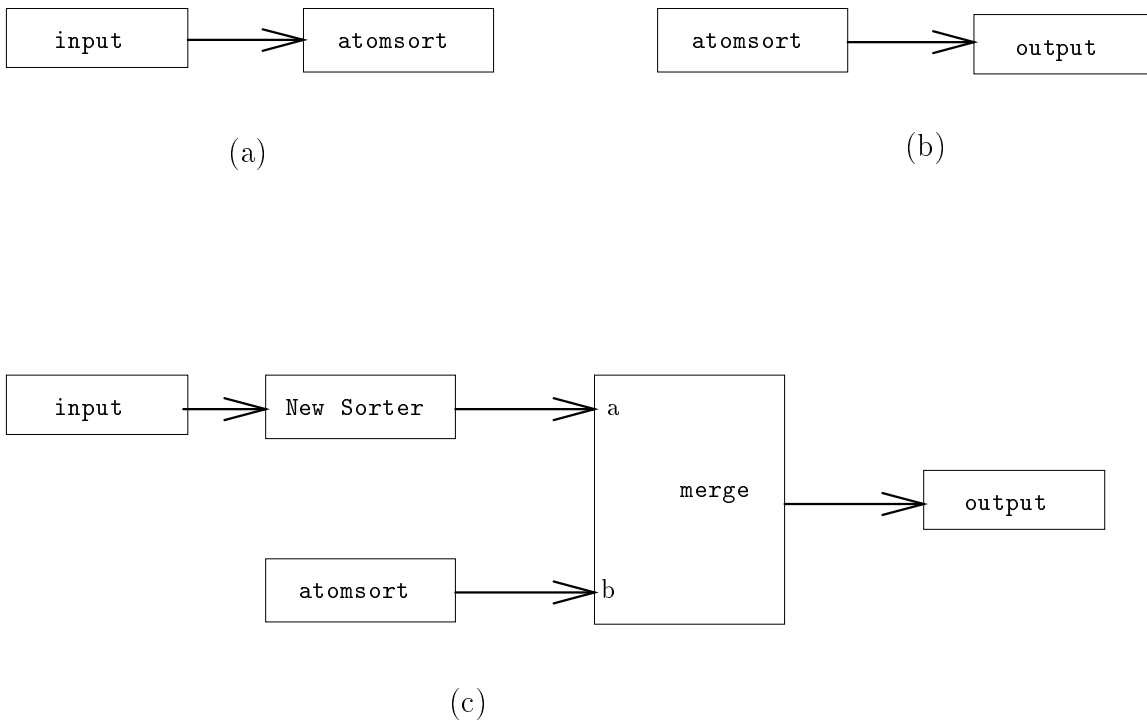 input
atomsort
atomsort
output
(a)
(b)
input
New Sorter
a
merge
output
atomsort
b
(c)